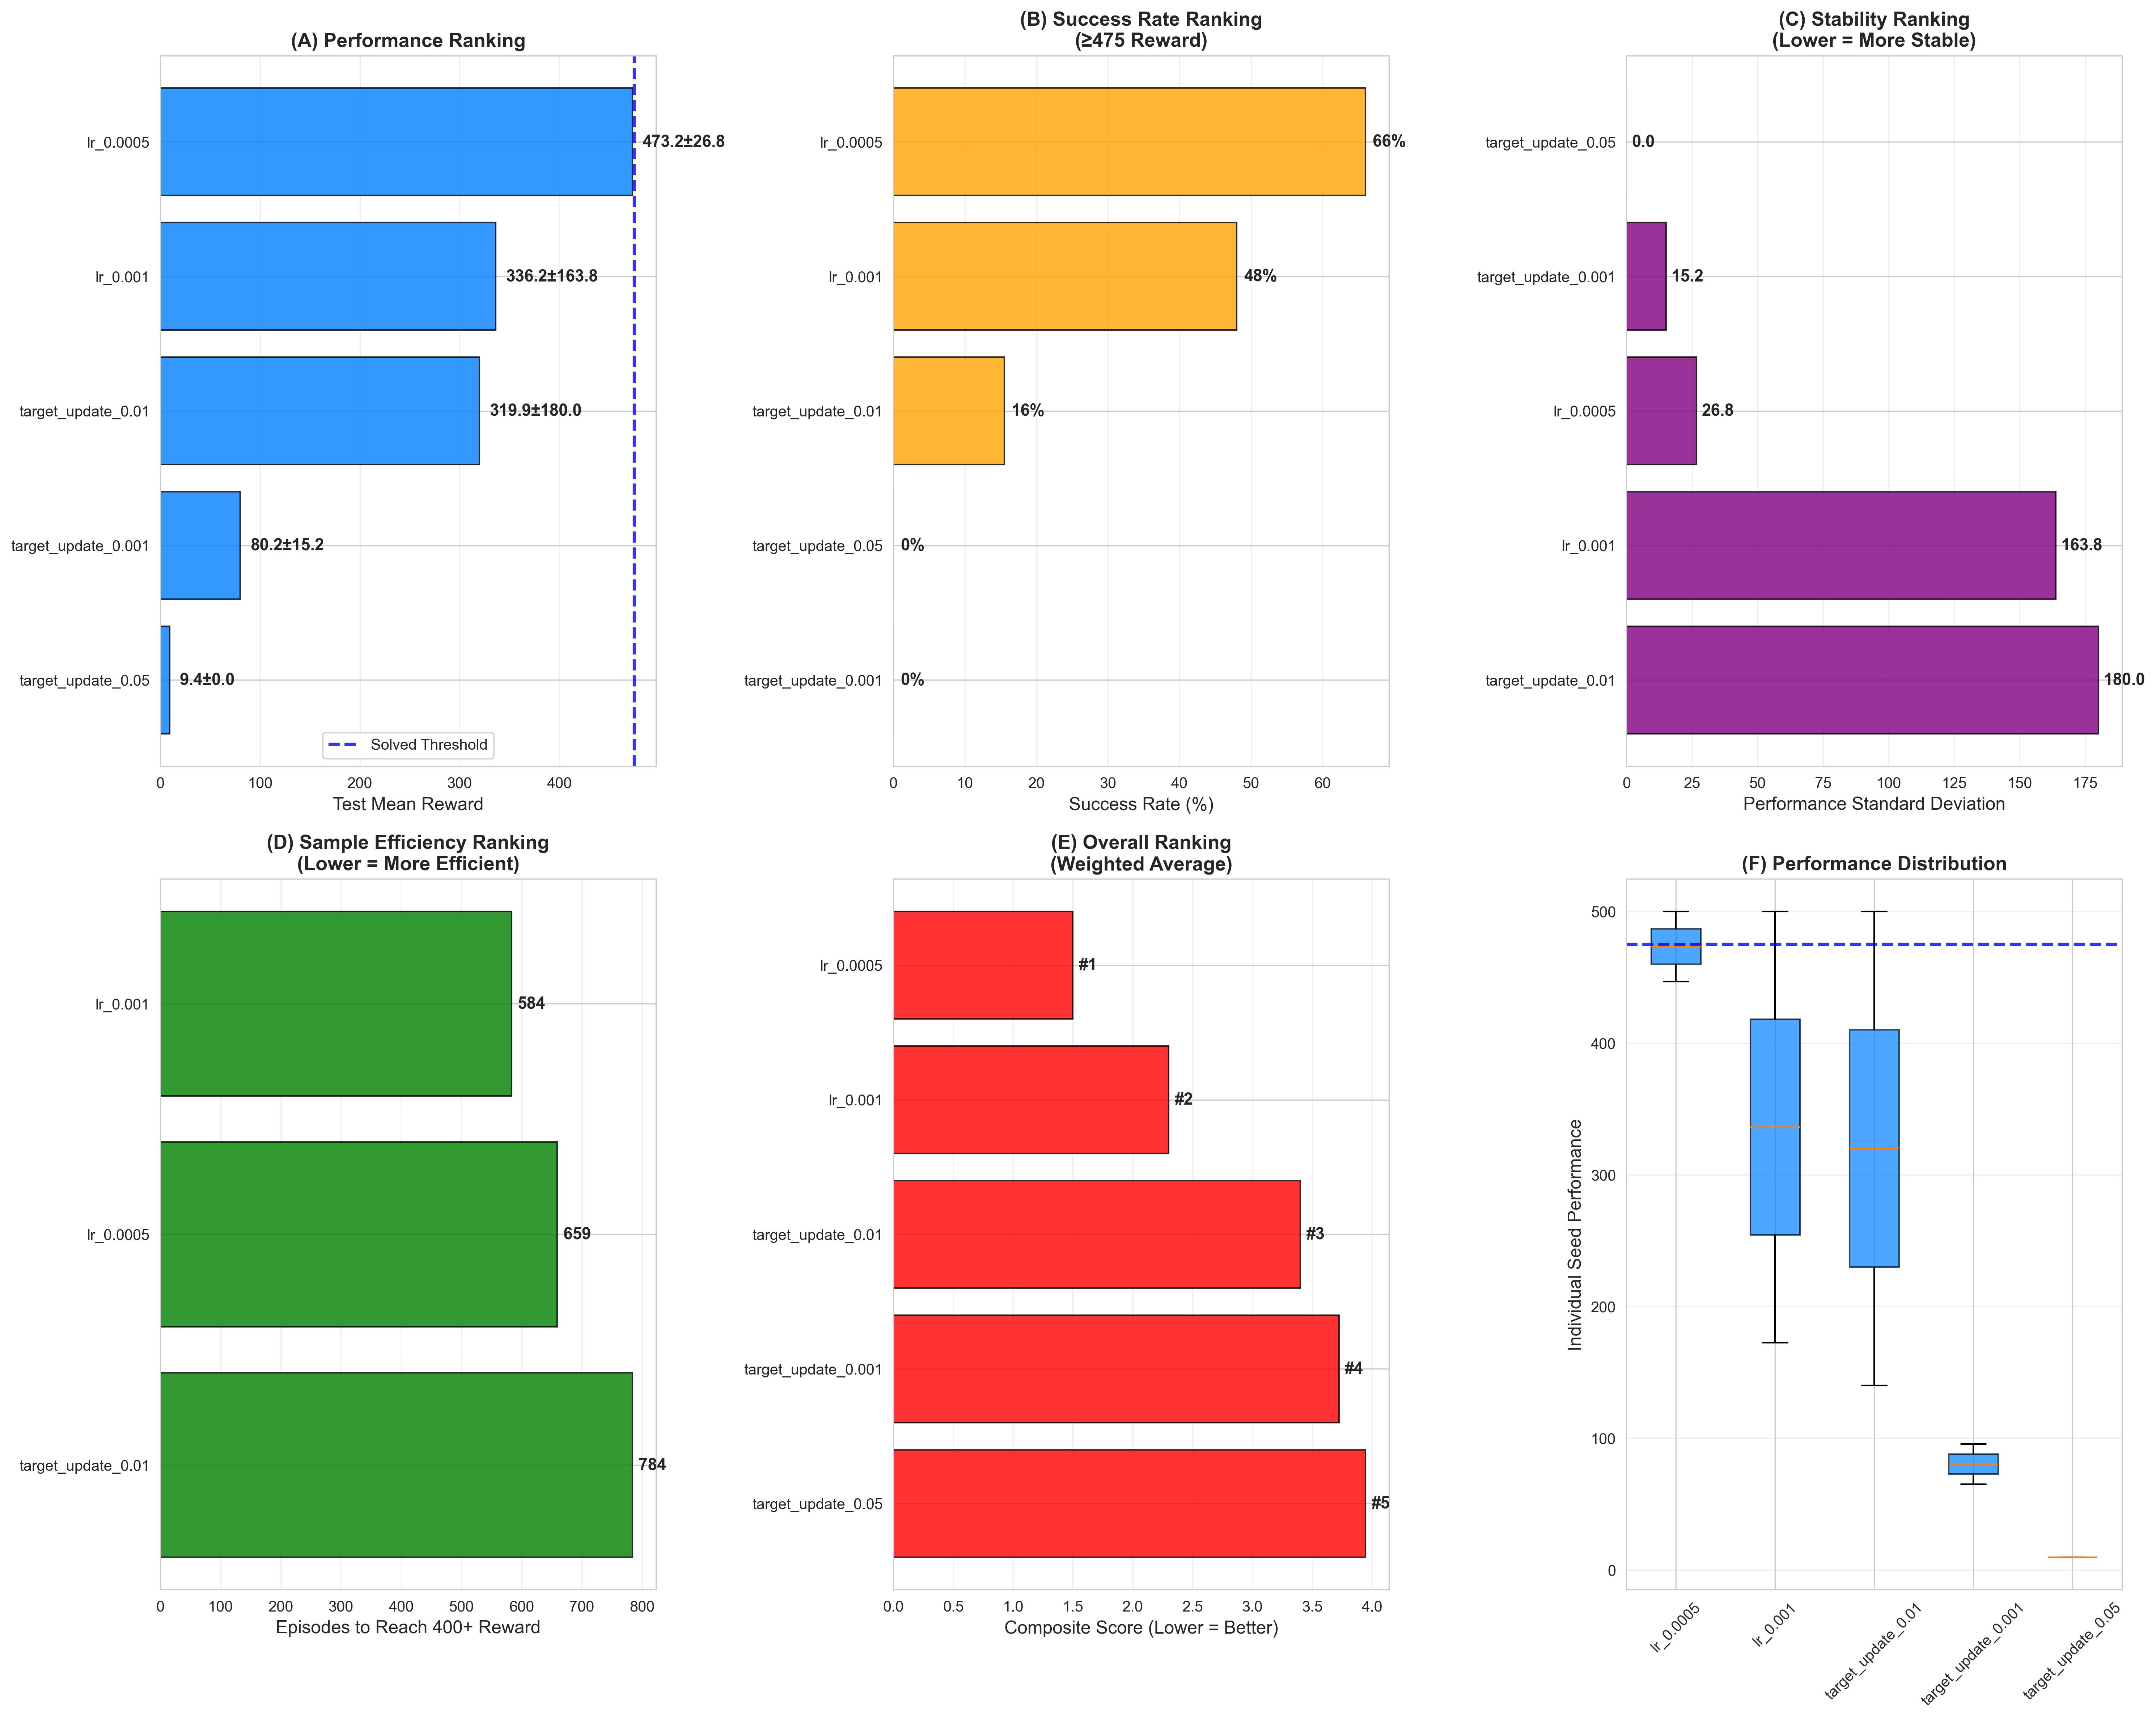 (A) Performance Ranking
lr_0.0005
473.2±26.8
lr_0.001
336.2±163.8
target_update_0.01
319.9±180.0
target_update_0.001
80.2±15.2
target_update_0.05
9.4±0.0
Solved Threshold
0 100 200 300 400
Test Mean Reward
(B) Success Rate Ranking
(≥475 Reward)
lr_0.0005
66%
lr_0.001
48%
target_update_0.01
16%
target_update_0.05
0%
target_update_0.001
0%
0 10 20 30 40 50 60
Success Rate (%)
(C) Stability Ranking
(Lower = More Stable)
target_update_0.05
0.0
target_update_0.001
15.2
lr_0.0005
26.8
lr_0.001
163.8
target_update_0.01
180.0
0 25 50 75 100 125 150 175
Performance Standard Deviation
(D) Sample Efficiency Ranking
(Lower = More Efficient)
lr_0.001
584
lr_0.0005
659
target_update_0.01
784
0 100 200 300 400 500 600 700 800
Episodes to Reach 400+ Reward
(E) Overall Ranking
(Weighted Average)
lr_0.0005
#1
lr_0.001
#2
target_update_0.01
#3
target_update_0.001
#4
target_update_0.05
#5
0.0 0.5 1.0 1.5 2.0 2.5 3.0 3.5 4.0
Composite Score (Lower = Better)
(F) Performance Distribution
Individual Seed Performance
500
400
300
200
100
0
lr_0.0005
lr_0.001
target_update_0.01
target_update_0.001
target_update_0.05